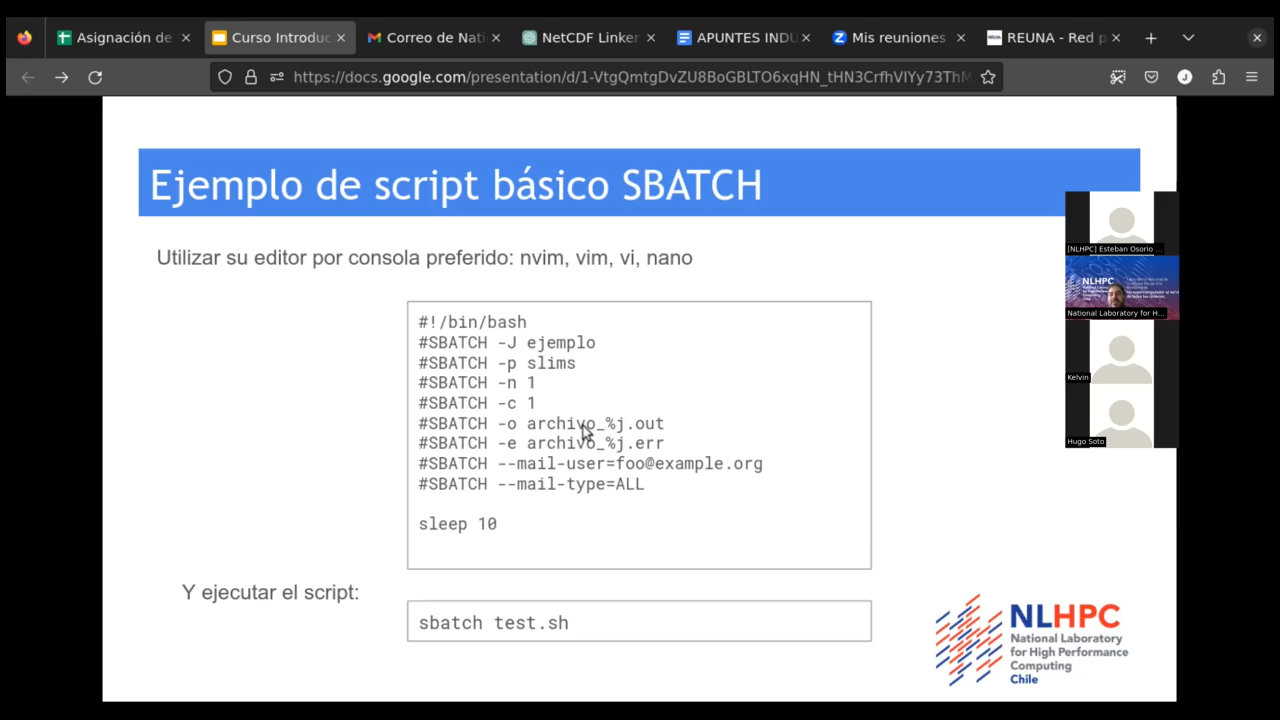 Asignación de
Curso Introduc
Correo de Nati
NetCDF Linker
APUNTES INDU
Mis reuniones
REUNA - Red p
https://docs.google.com/presentation/d/1-VtgQmtgDvZU8BoGBLTO6xqHN_tHN3CrfhVIYy73ThM
J
Ejemplo de script básico SBATCH
Utilizar su editor por consola preferido: nvim, vim, vi, nano
#!/bin/bash
#SBATCH -J ejemplo
#SBATCH -p slims
#SBATCH -n 1
#SBATCH -c 1
#SBATCH -o archivo_%j.out
#SBATCH -e archivo_%j.err
#SBATCH --mail-user=foo@example.org
#SBATCH --mail-type=ALL
sleep 10
Y ejecutar el script:
sbatch test.sh
[NLHPC] Esteban Osorio ...
NLHPC
National Laboratory for H...
Kelvin
Hugo Soto
NLHPC
National Laboratory
for High Performance
Computing
Chile